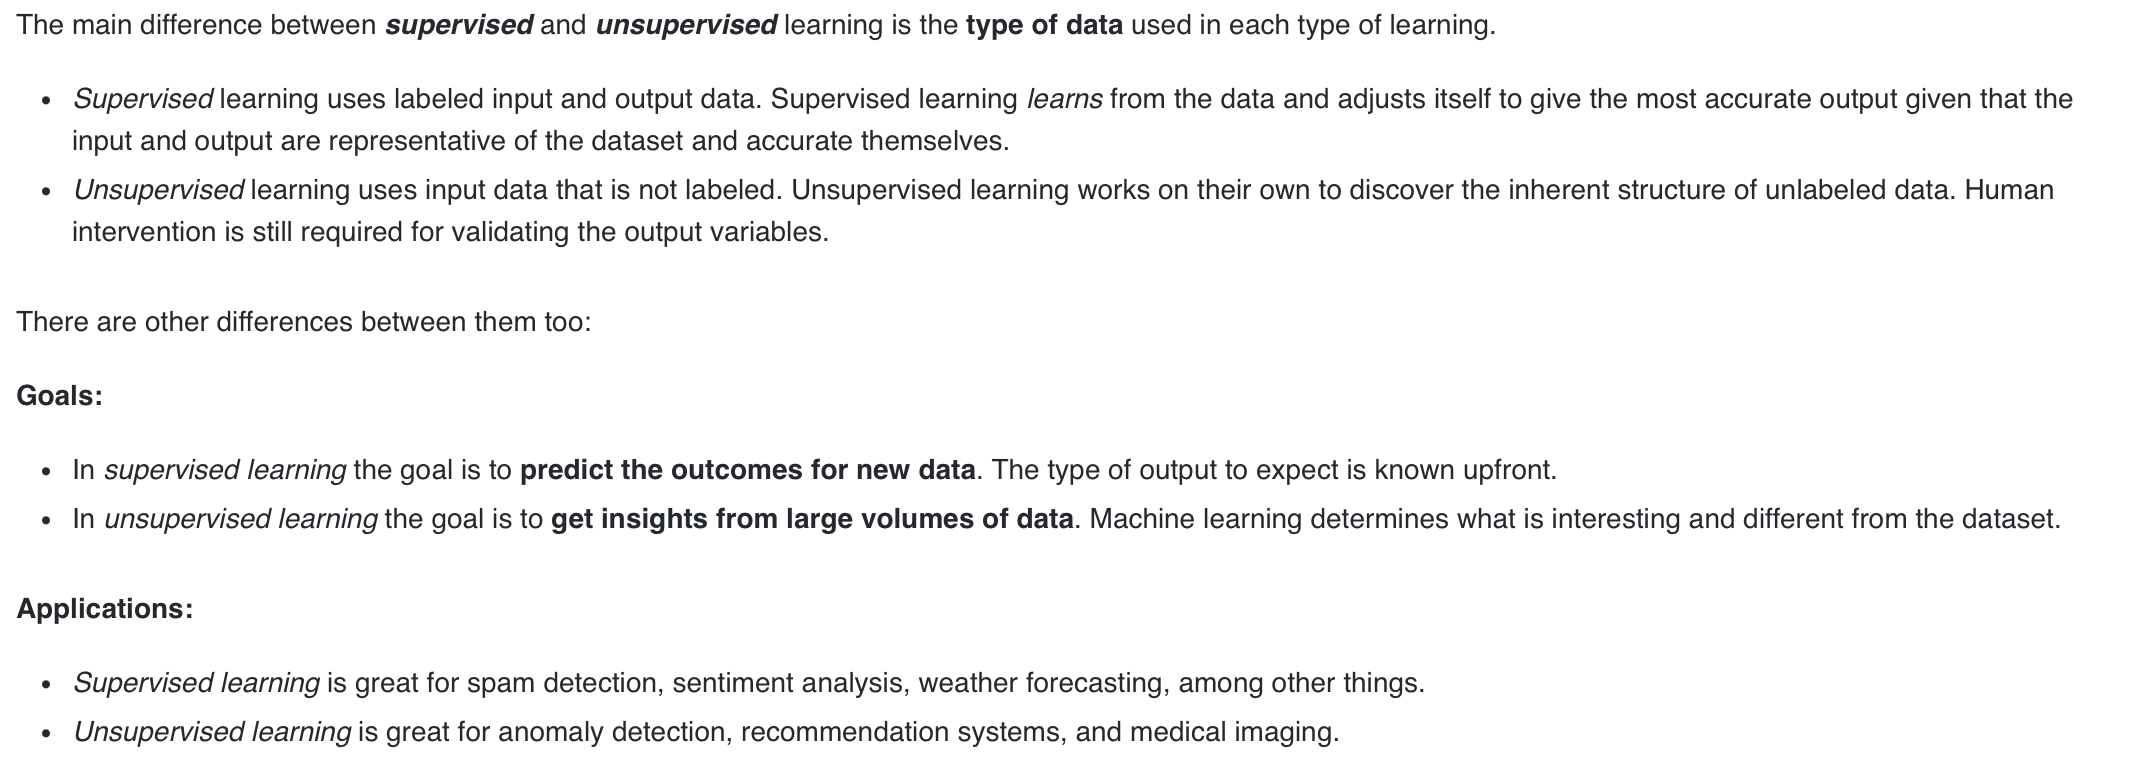 The main difference between supervised and unsupervised learning is the type of data used in each type of learning.
• Supervised learning uses labeled input and output data. Supervised learning learns from the data and adjusts itself to give the most accurate output given that the
input and output are representative of the dataset and accurate themselves.
• Unsupervised learning uses input data that is not labeled. Unsupervised learning works on their own to discover the inherent structure of unlabeled data. Human
intervention is still required for validating the output variables.
There are other differences between them too:
Goals:
• In supervised learning the goal is to predict the outcomes for new data. The type of output to expect is known upfront.
• In unsupervised learning the goal is to get insights from large volumes of data. Machine learning determines what is interesting and different from the dataset.
Applications:
• Supervised learning is great for spam detection, sentiment analysis, weather forecasting, among other things.
• Unsupervised learning is great for anomaly detection, recommendation systems, and medical imaging.